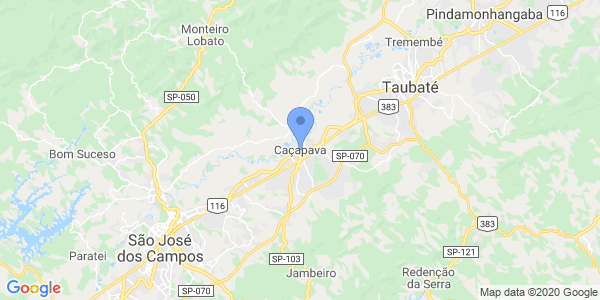 Pindamonhangaba
116
Monteiro
Lobato
Tremembé
Taubaté
SP-050
383
Bom Suceso
Caçapava
SP-070
116
383
São José
dos Campos
Paratei
SP-103
SP-121
Jambeiro
Redenção
da Serra
SP-070
Google
Map data ©2020 Google